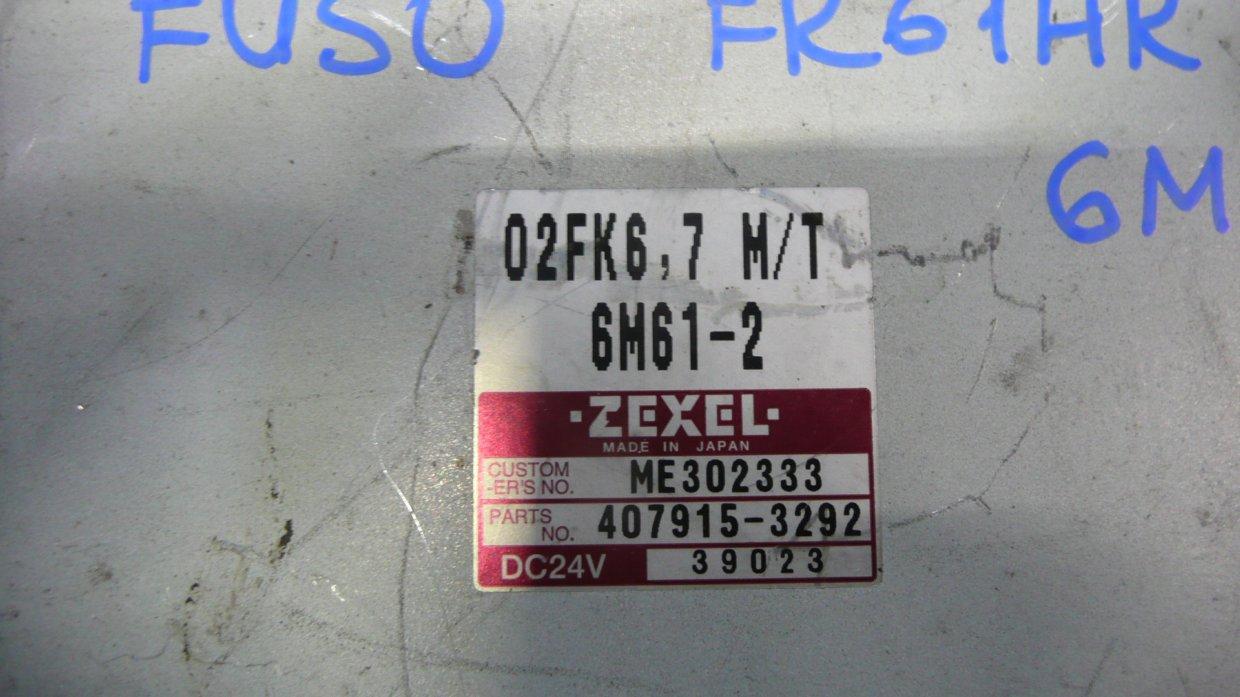 FUSO FK61HR
6M
02FK6,7 M/T
6M61-2
·ZEXEL·
MADE IN JAPAN
CUSTOM
-ER'S NO. ME302333
PARTS
NO. 407915-3292
DC24V 39023